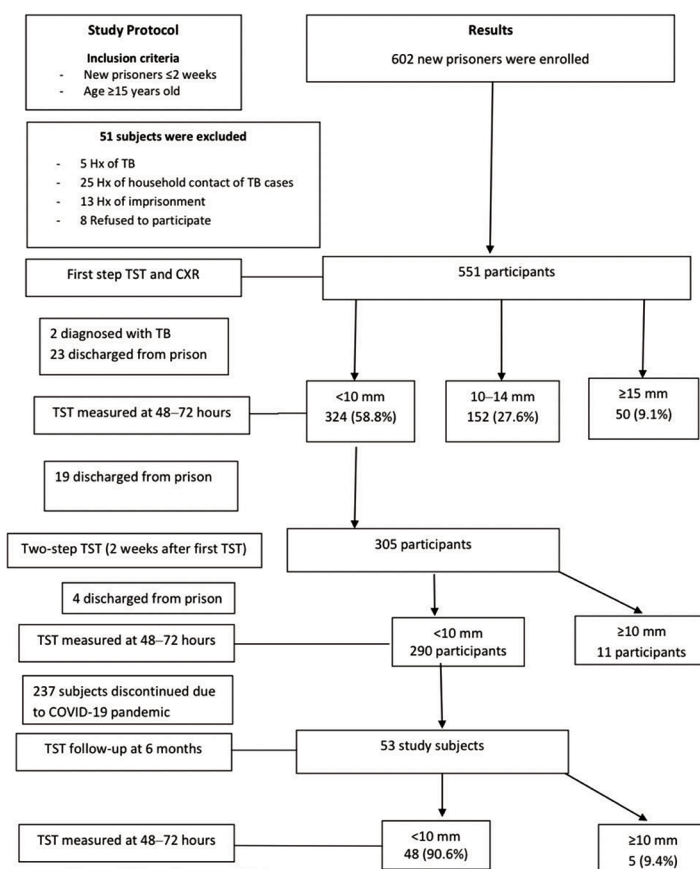 Study Protocol
Inclusion criteria
- New prisoners ≤2 weeks
- Age ≥15 years old
Results
602 new prisoners were enrolled
51 subjects were excluded
- 5 Hx of TB
- 25 Hx of household contact of TB cases
- 13 Hx of imprisonment
- 8 Refused to participate
First step TST and CXR
551 participants
2 diagnosed with TB
23 discharged from prison
TST measured at 48–72 hours
<10 mm
324 (58.8%)
10–14 mm
152 (27.6%)
≥15 mm
50 (9.1%)
19 discharged from prison
305 participants
Two-step TST (2 weeks after first TST)
4 discharged from prison
TST measured at 48–72 hours
<10 mm
290 participants
≥10 mm
11 participants
237 subjects discontinued due
to COVID-19 pandemic
TST follow-up at 6 months
53 study subjects
TST measured at 48–72 hours
<10 mm
48 (90.6%)
≥10 mm
5 (9.4%)